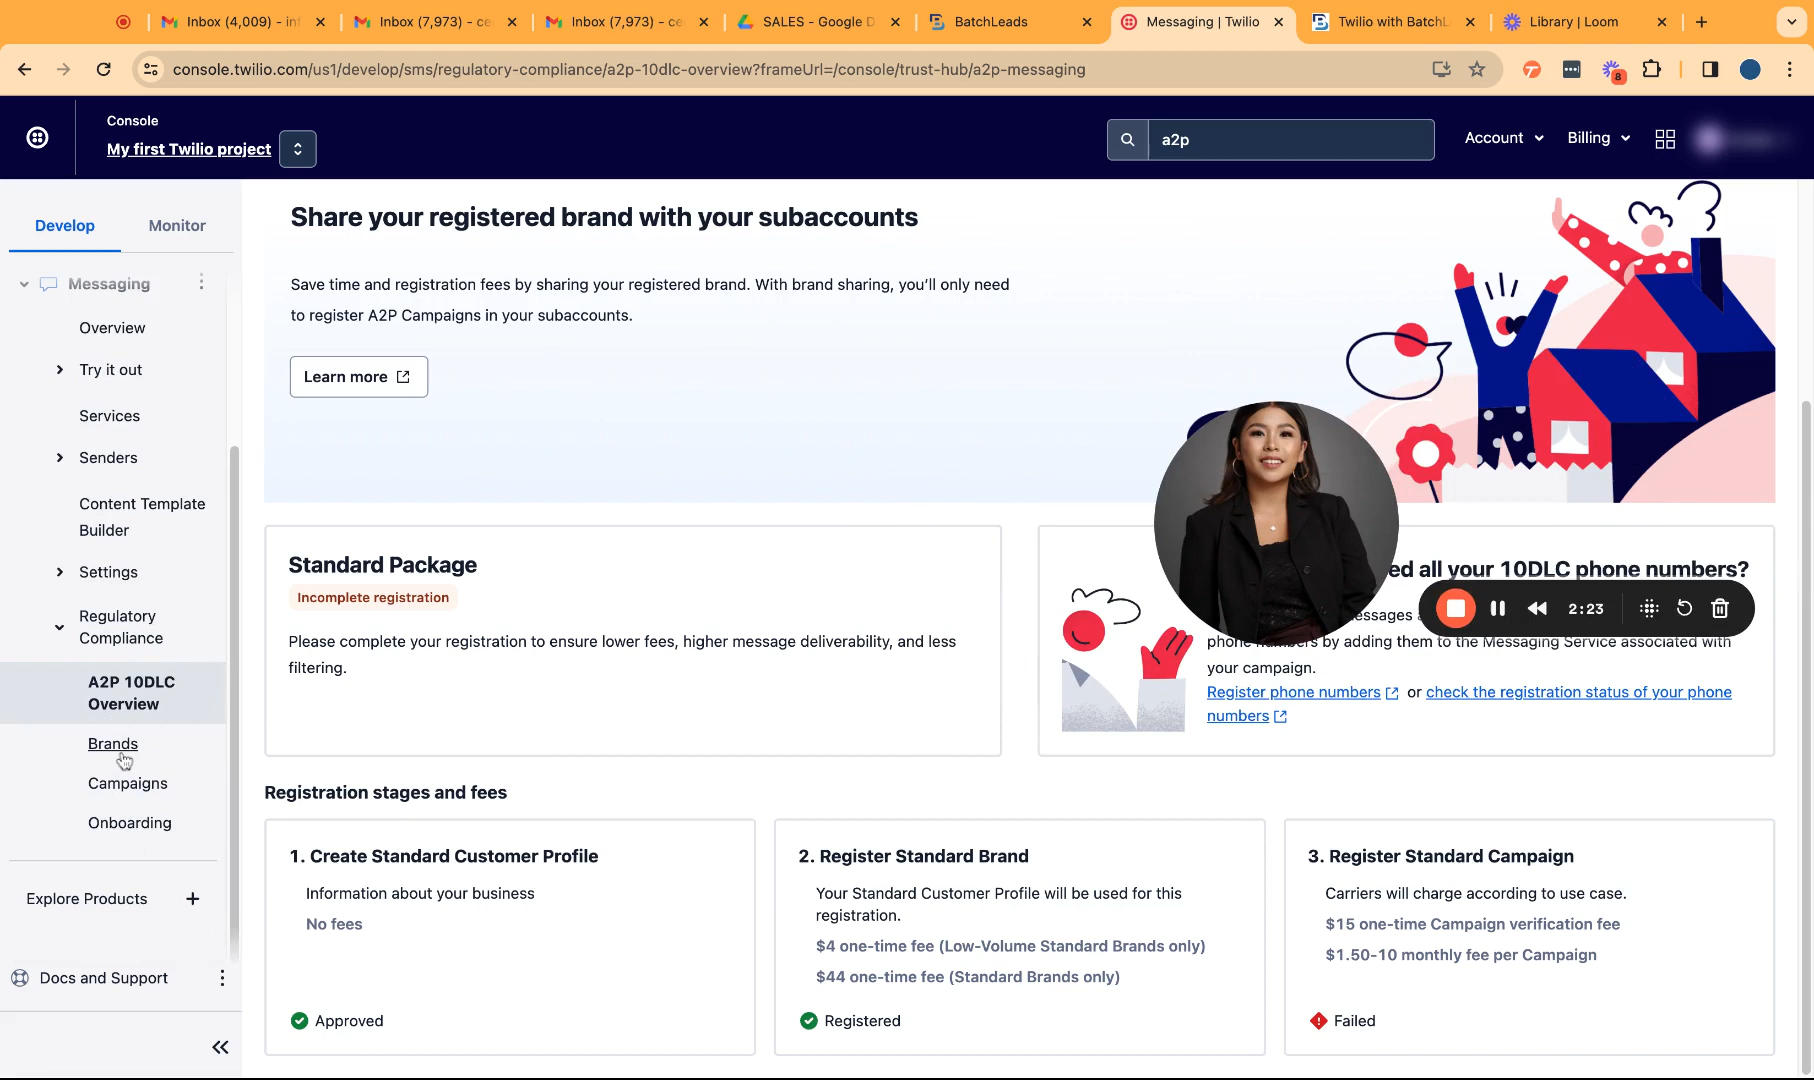 Inbox (4,009) - inf
Inbox (7,973) - ce
Inbox (7,973) - ce
SALES - Google D
BatchLeads
Messaging | Twilio
Twilio with BatchL
Library | Loom
console.twilio.com/us1/develop/sms/regulatory-compliance/a2p-10dlc-overview?frameUrl=/console/trust-hub/a2p-messaging
8
Console
My first Twilio project
a2p
Account
Billing
Develop
Monitor
Messaging
Overview
Try it out
Services
Senders
Content Template
Builder
Settings
Regulatory
Compliance
A2P 10DLC
Overview
Brands
Campaigns
Onboarding
Explore Products
Docs and Support
Share your registered brand with your subaccounts
Save time and registration fees by sharing your registered brand. With brand sharing, you'll only need
to register A2P Campaigns in your subaccounts.
Learn more
Standard Package
Incomplete registration
Please complete your registration to ensure lower fees, higher message deliverability, and less
filtering.
ed all your 10DLC phone numbers?
essages
2:23
phone numbers by adding them to the Messaging Service associated with
your campaign.
Register phone numbers or check the registration status of your phone
numbers
Registration stages and fees
1. Create Standard Customer Profile
Information about your business
No fees
Approved
2. Register Standard Brand
Your Standard Customer Profile will be used for this
registration.
$4 one-time fee (Low-Volume Standard Brands only)
$44 one-time fee (Standard Brands only)
Registered
3. Register Standard Campaign
Carriers will charge according to use case.
$15 one-time Campaign verification fee
$1.50-10 monthly fee per Campaign
Failed